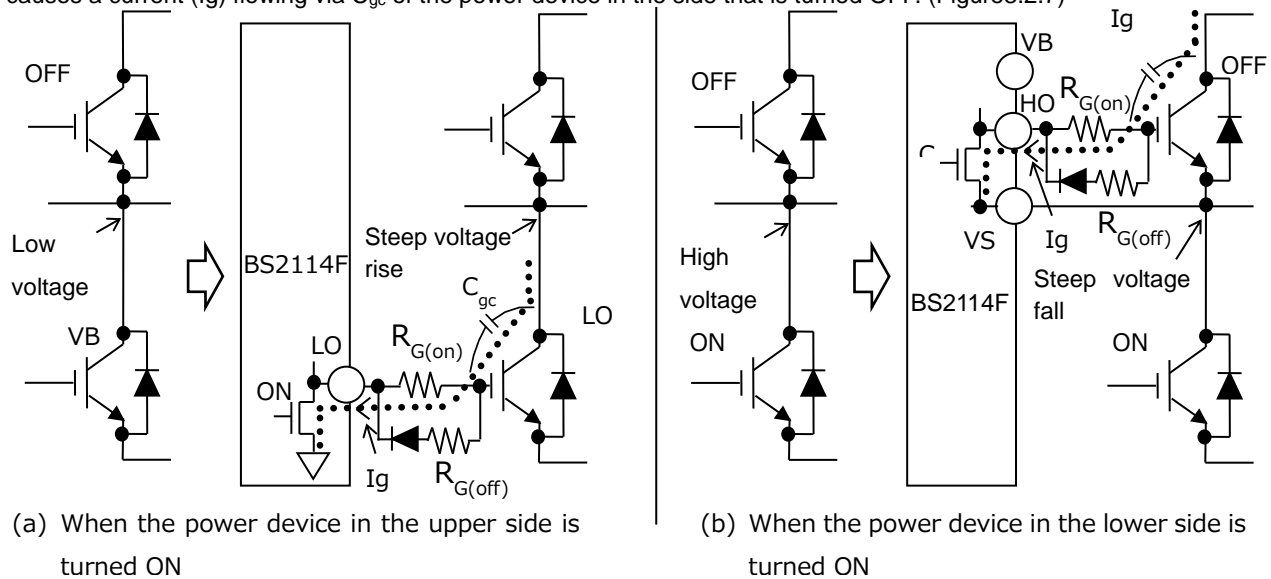 causes a current (Ig) flowing via Cgc of the power device in the side that is turned OFF. (Figure6.2.7)
OFF
Low
voltage
VB
BS2114F
Steep voltage
rise
Cgc
LO
LO
RG(on)
ON
Ig
RG(off)
(a) When the power device in the upper side is
turned ON
OFF
High
voltage
ON
VB
Ig
OFF
RG(on)
HO
VS
Ig
RG(off)
Steep voltage
fall
BS2114F
ON
(b) When the power device in the lower side is
turned ON